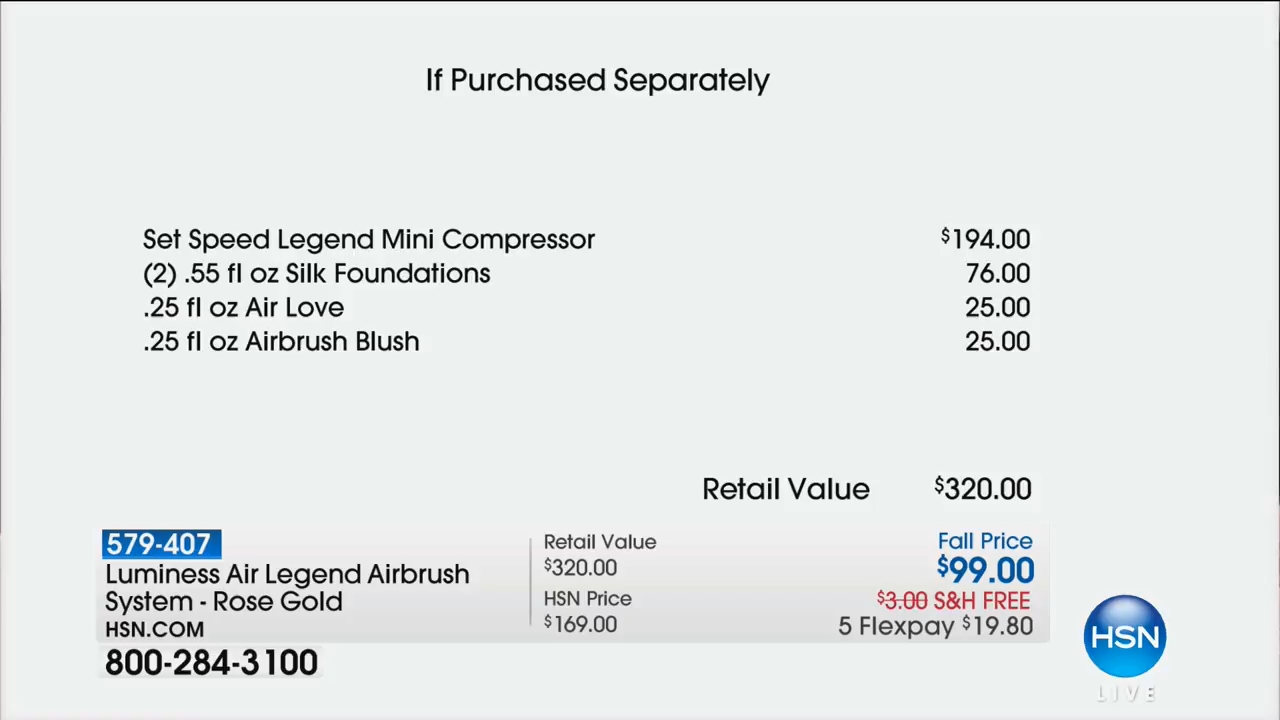 If Purchased Separately
Set Speed Legend Mini Compressor $194.00
(2) .55 fl oz Silk Foundations 76.00
.25 fl oz Air Love 25.00
.25 fl oz Airbrush Blush 25.00
Retail Value $320.00
579-407
Luminess Air Legend Airbrush
System - Rose Gold
HSN.COM
800-284-3100
Retail Value
$320.00
HSN Price
$169.00
Fall Price
$99.00
$3.00 S&H FREE
5 Flexpay $19.80
HSN
LIVE